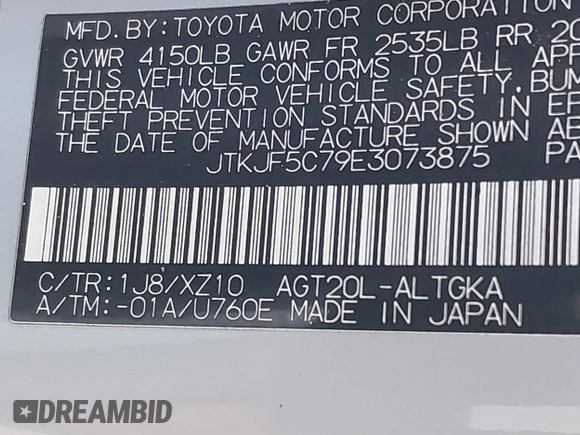 MFD.BY:TOYOTA MOTOR CORPORATION
GVWR 4150LB GAWR FR 2535LB RR
THIS VEHICLE CONFORMS TO ALL
FEDERAL MOTOR VEHICLE SAFETY,
THEFT PREVENTION STANDARDS IN
THE DATE OF MANUFACTURE SHOWN
JTKJF5C79E3073875
C/TR:1J8/XZ10 AGT20L-ALTGKA
A/TM:-01A/U760E MADE IN JAPAN
DREAMBID